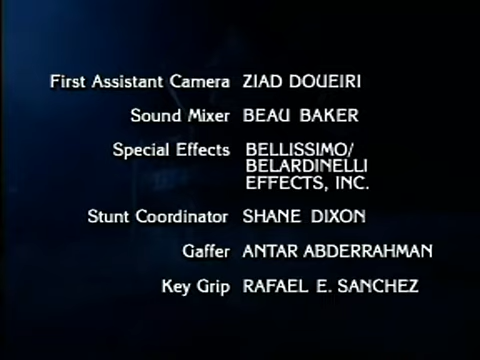 First Assistant Camera ZIAD DOUEIRI
Sound Mixer BEAU BAKER
Special Effects BELLISSIMO/
BELARDINELLI
EFFECTS, INC.
Stunt Coordinator SHANE DIXON
Gaffer ANTAR ABDERRAHMAN
Key Grip RAFAEL E. SANCHEZ